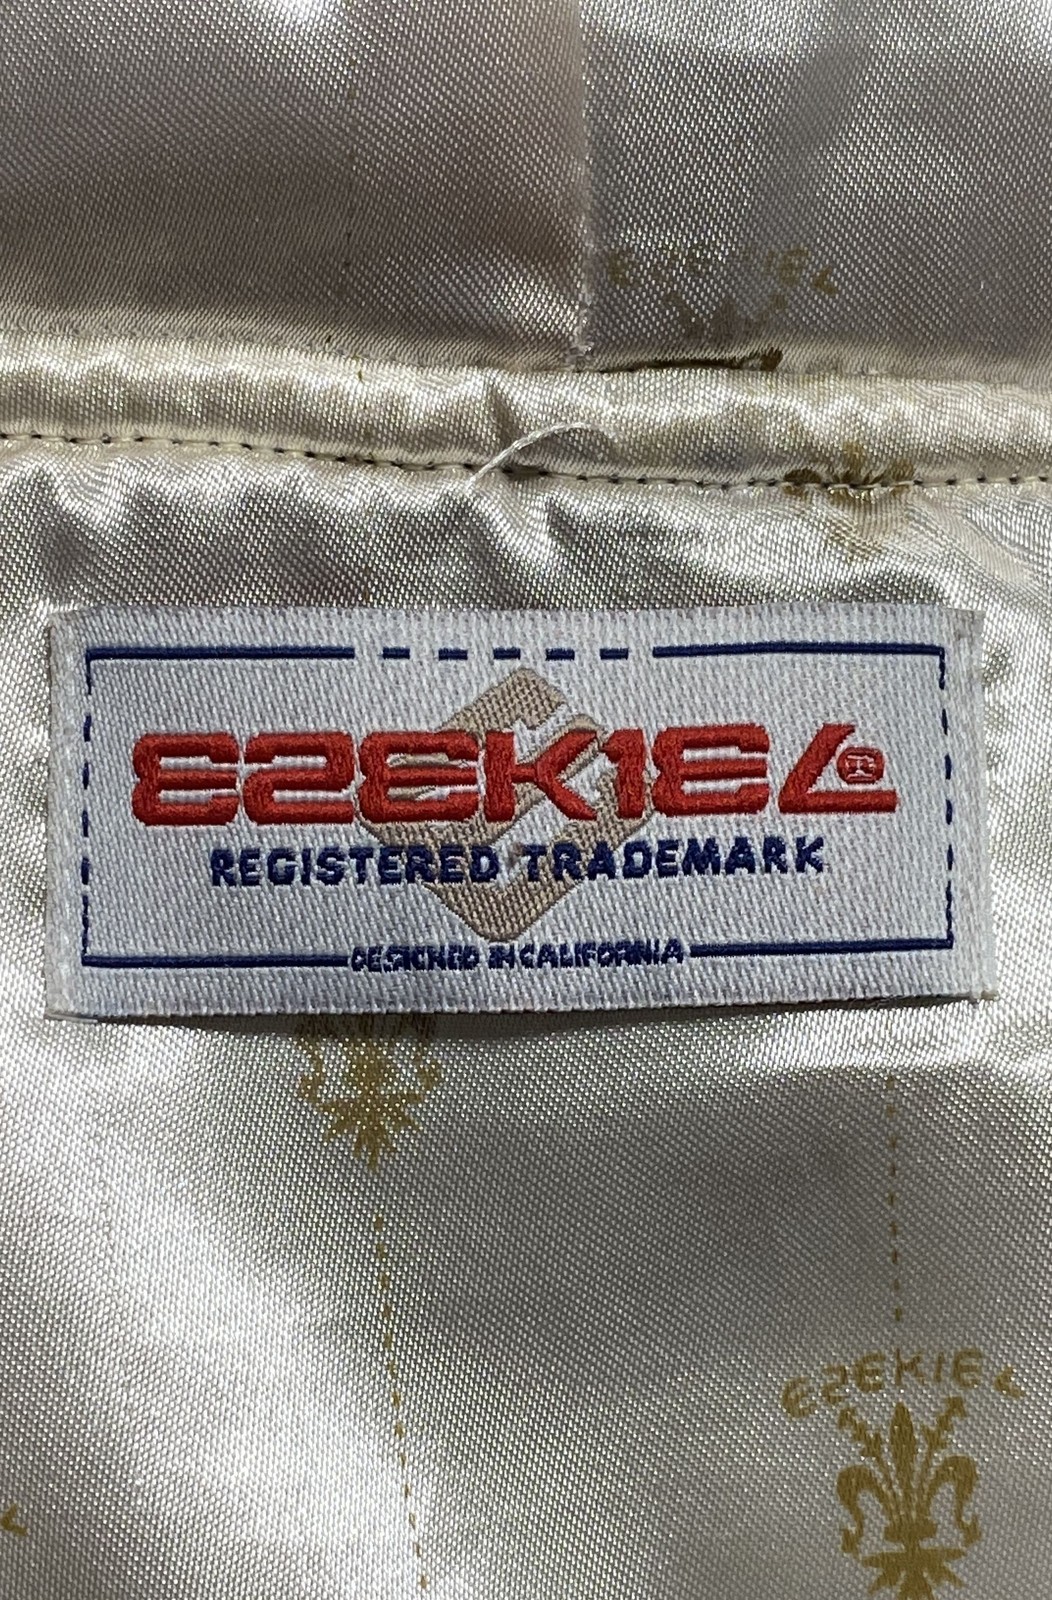 EZEKIEL
EZEKIEL®
REGISTERED TRADEMARK
DESIGNED IN CALIFORNIA
EZEKIEL